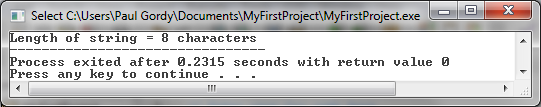 Select C:\Users\Paul Gordy\Documents\MyFirstProject\MyFirstProject.exe
Length of string = 8 characters
--------------------------------
Process exited after 0.2315 seconds with return value 0
Press any key to continue . . .